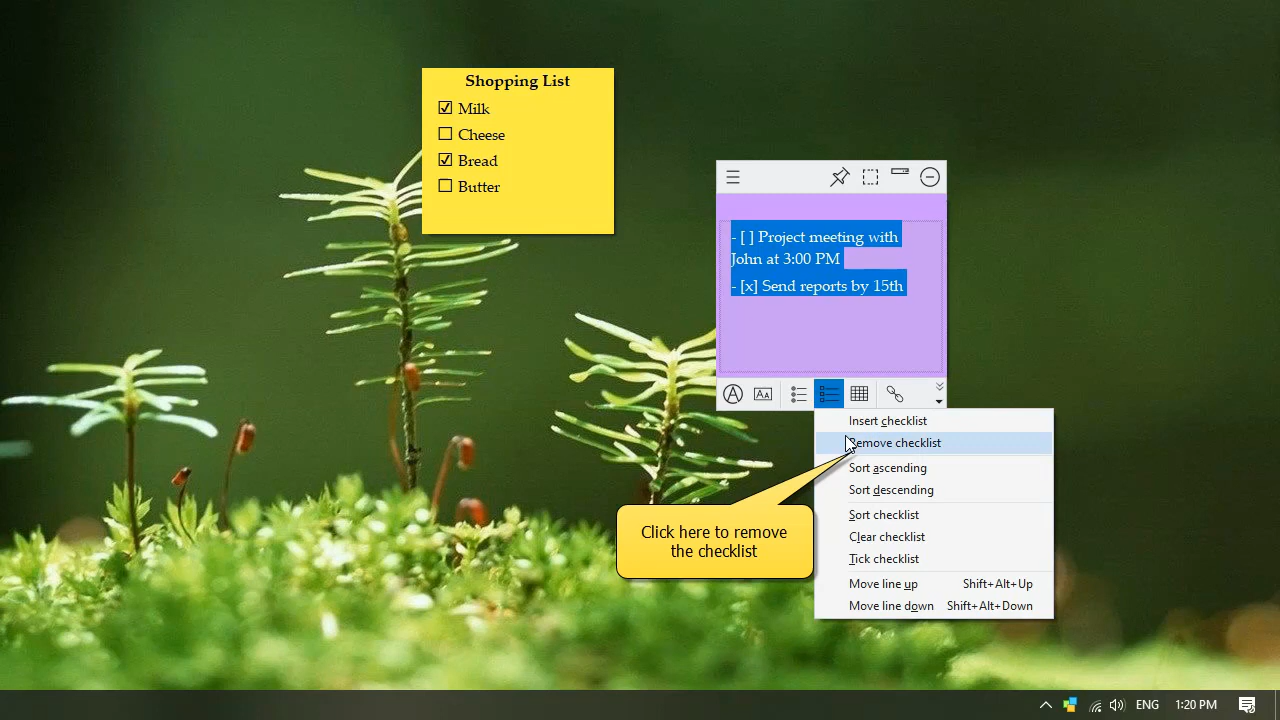 Shopping List
☑ Milk
☐ Cheese
☑ Bread
☐ Butter
- [ ] Project meeting with
John at 3:00 PM
- [x] Send reports by 15th
Insert checklist
Remove checklist
Sort ascending
Sort descending
Sort checklist
Clear checklist
Tick checklist
Move line up Shift+Alt+Up
Move line down Shift+Alt+Down
Click here to remove
the checklist
ENG 1:20 PM